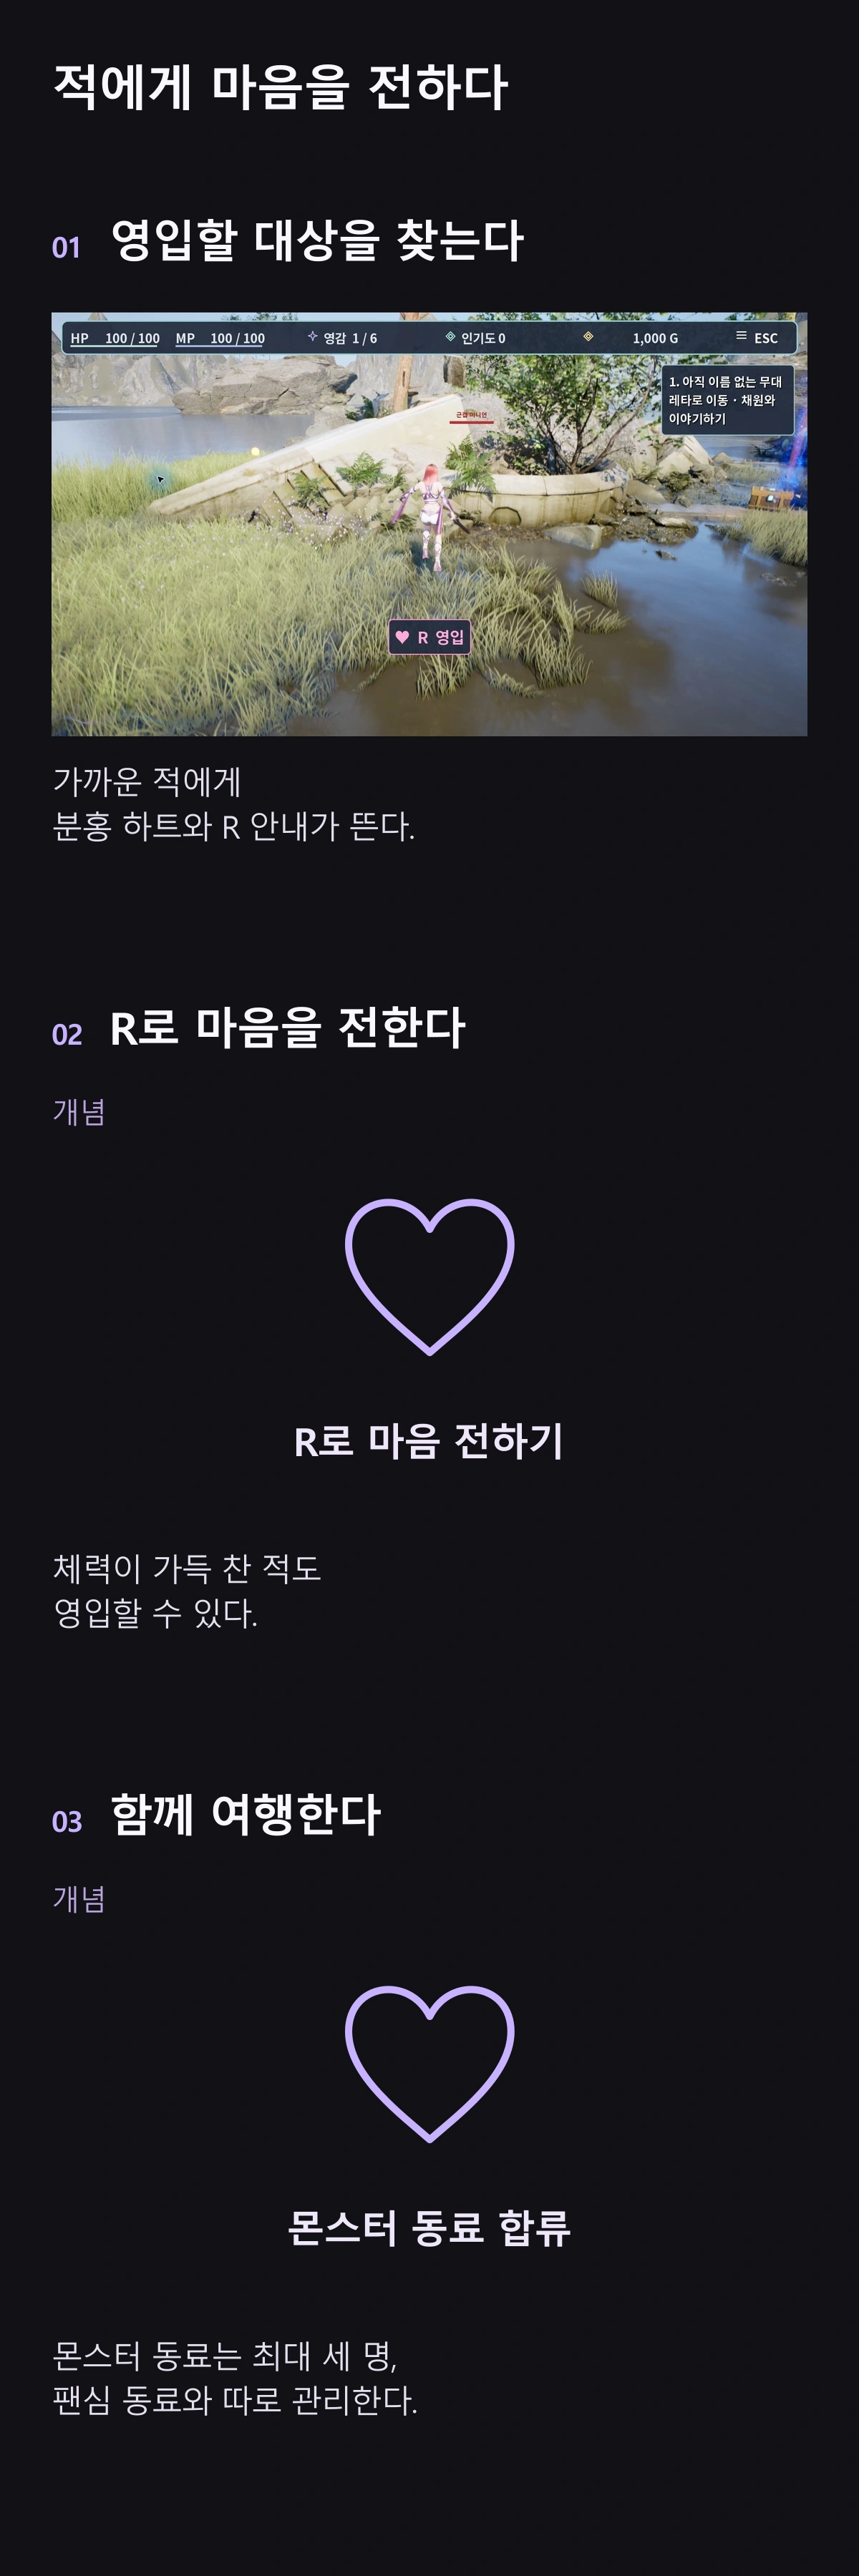 적에게 마음을 전하다
01 영입할 대상을 찾는다
HP 100 / 100 MP 100 / 100 영감 1 / 6 인기도 0 1,000 G ESC
1. 아직 이름 없는 무대
레타로 이동 · 채원와
이야기하기
근접 미니언
♥ R 영입
가까운 적에게
분홍 하트와 R 안내가 뜬다.
02 R로 마음을 전한다
개념
R로 마음 전하기
체력이 가득 찬 적도
영입할 수 있다.
03 함께 여행한다
개념
몬스터 동료 합류
몬스터 동료는 최대 세 명,
팬심 동료와 따로 관리한다.